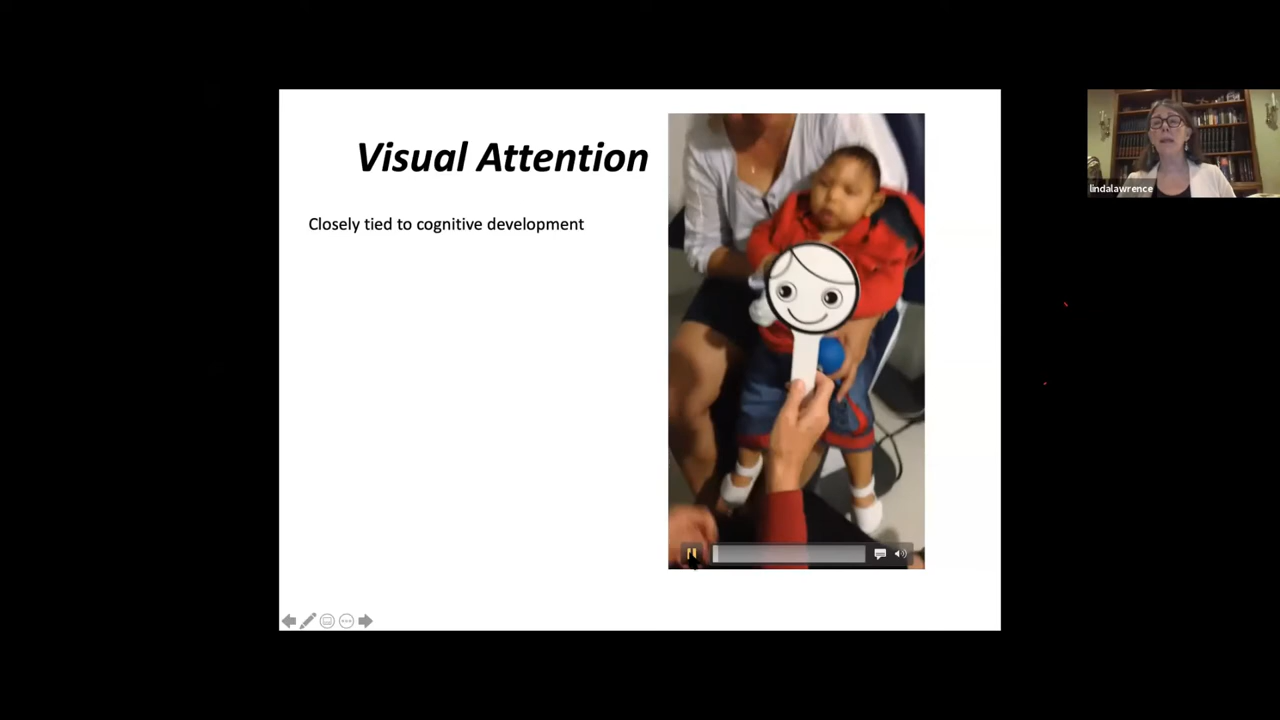 Visual Attention
Closely tied to cognitive development
lindalawrence